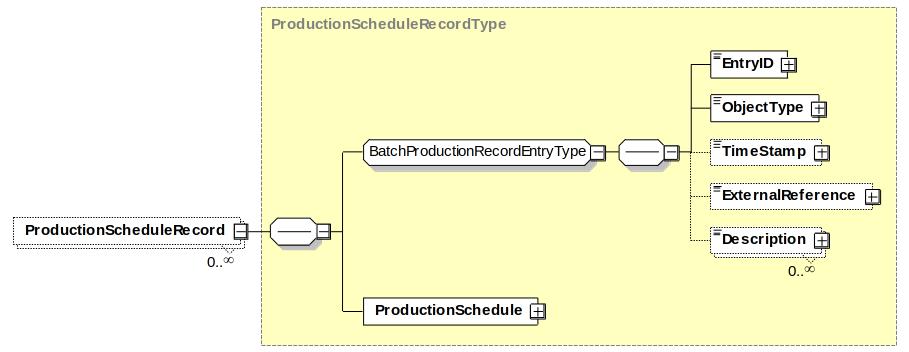 ProductionScheduleRecordType
EntryID
ObjectType
BatchProductionRecordEntryType
TimeStamp
ExternalReference
ProductionScheduleRecord
Description
0..∞
0..∞
ProductionSchedule